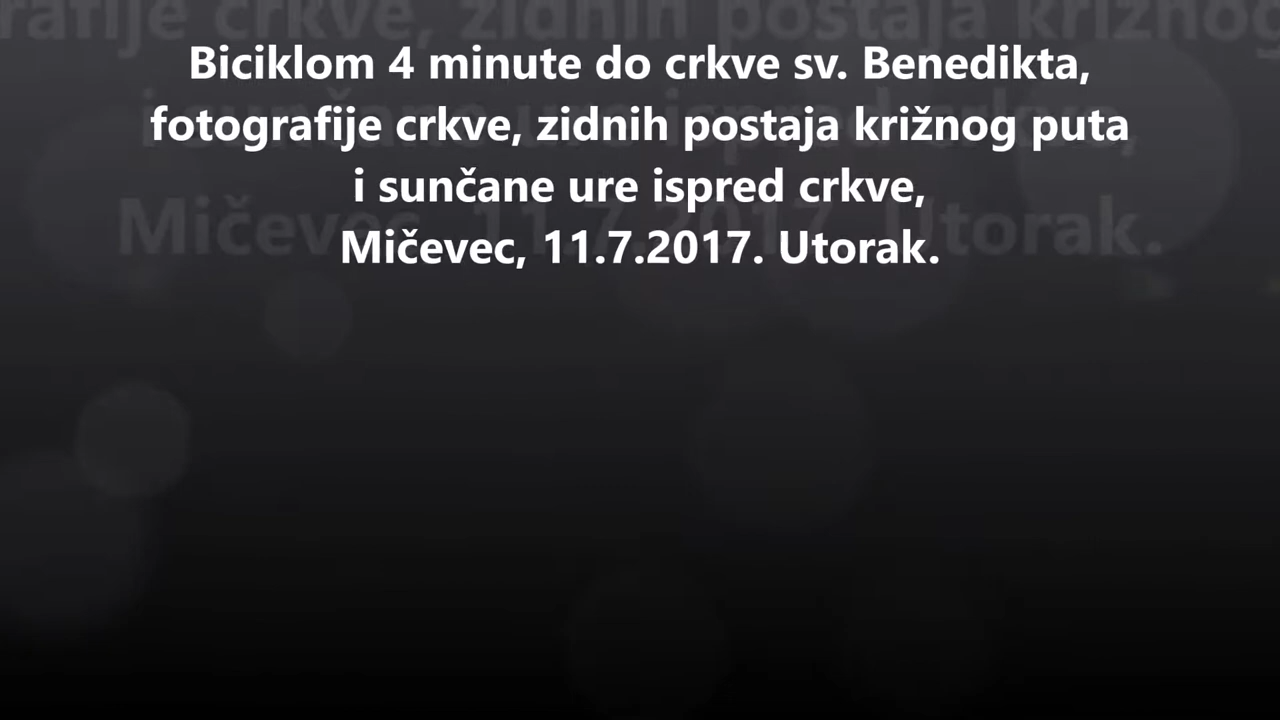 Biciklom 4 minute do crkve sv. Benedikta,
fotografije crkve, zidnih postaja križnog puta
i sunčane ure ispred crkve,
Mičevec, 11.7.2017. Utorak.